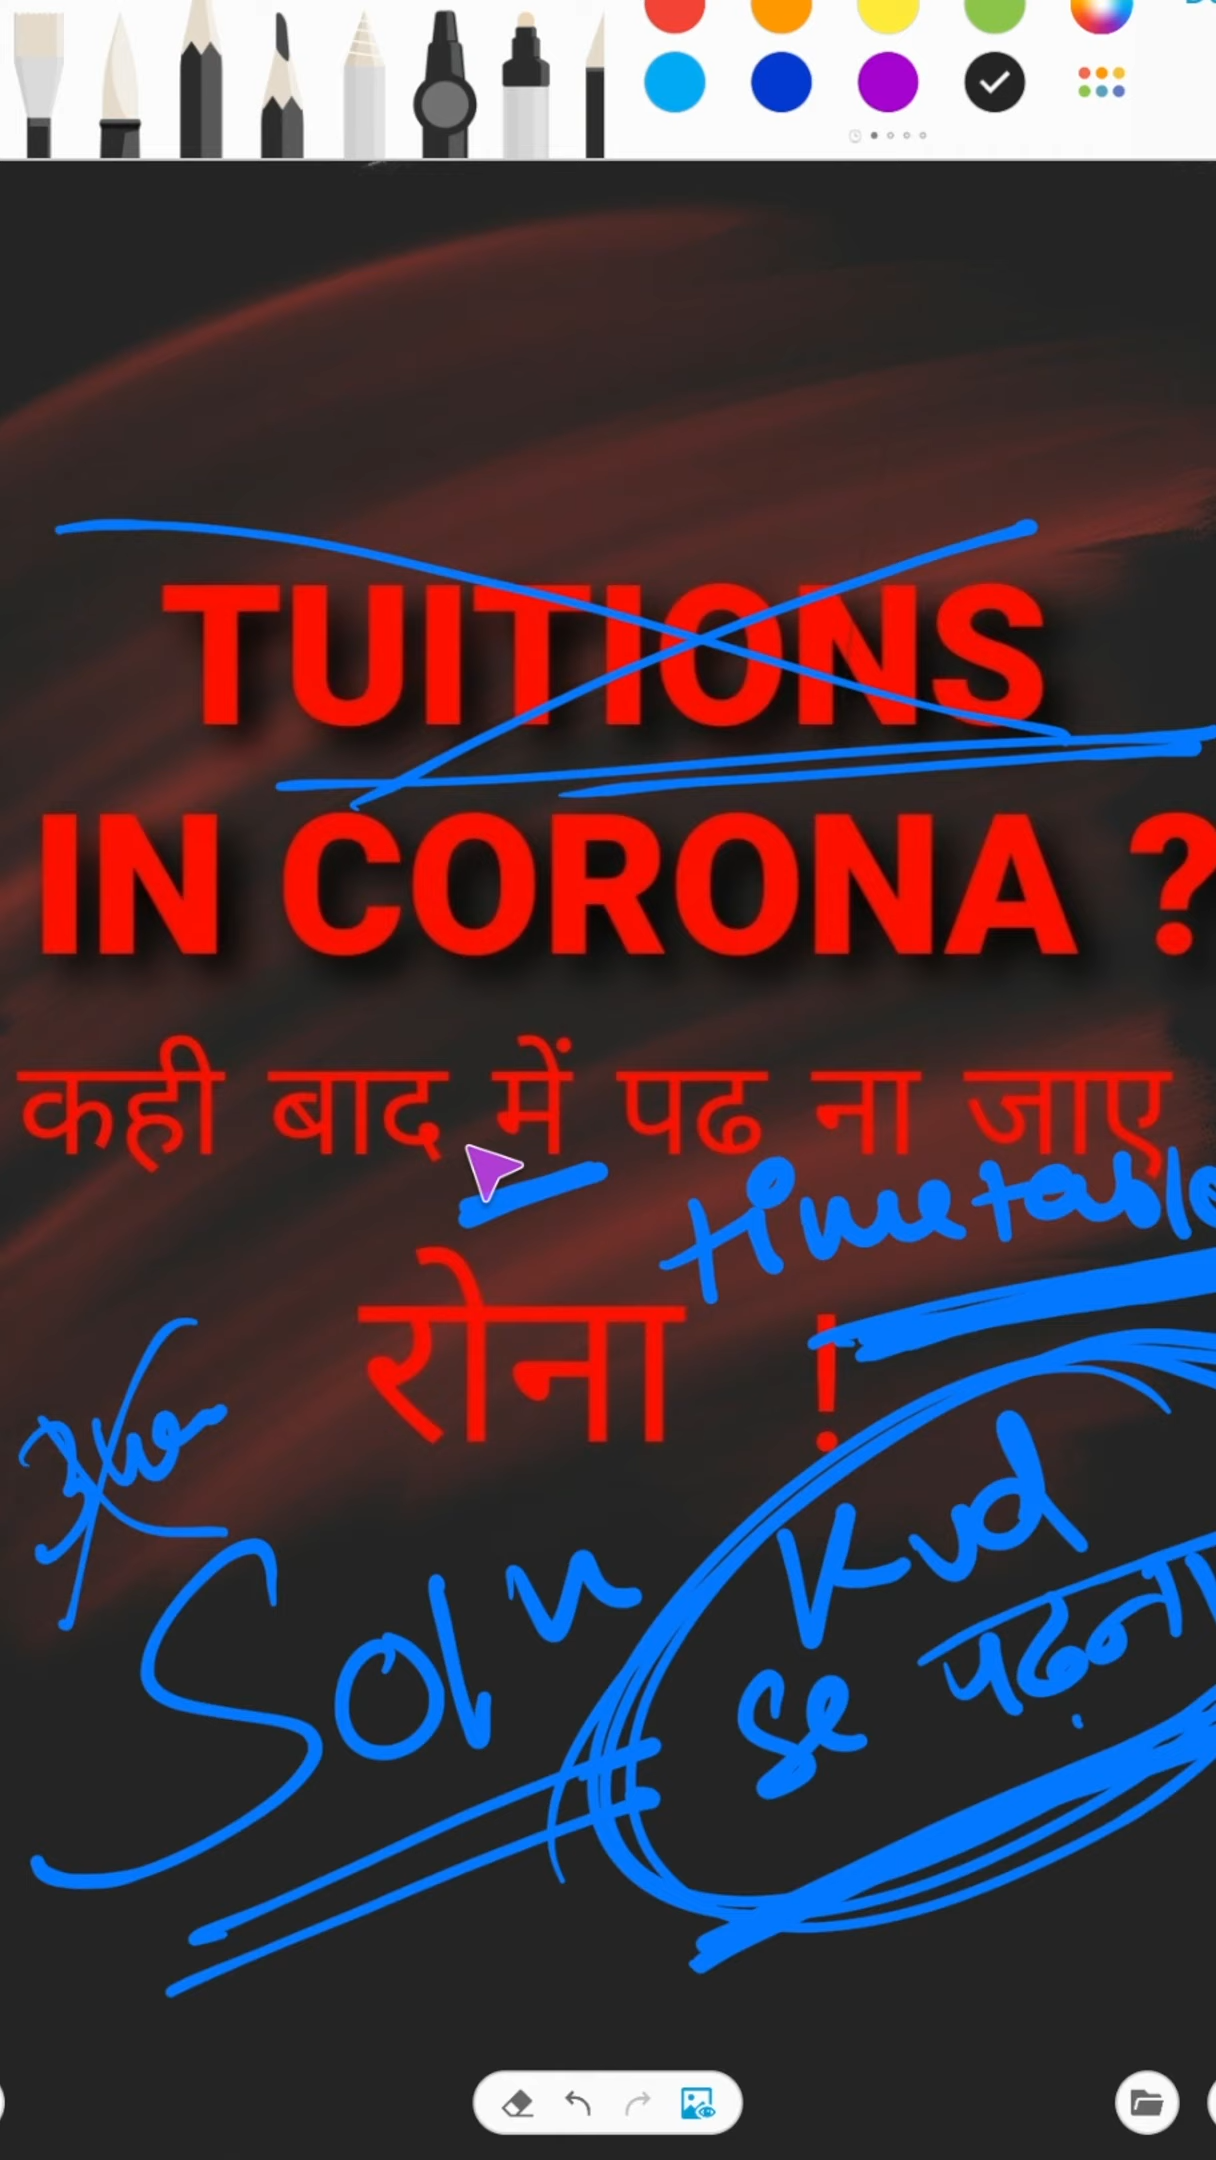 TUITIONS
IN CORONA ?
कही बाद में पढ ना जाए
timetable
रोना !
Soln
Kud
se पढ़ना